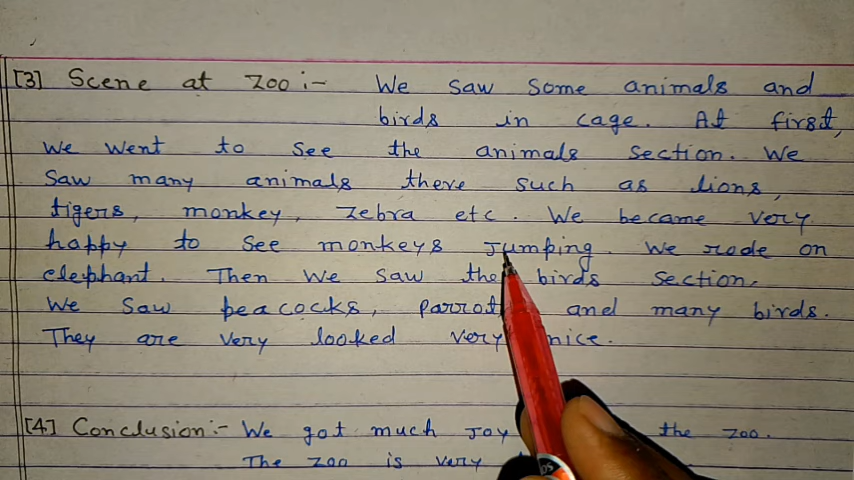 [3] Scene at Zoo :- We saw some animals and
birds in cage. At first,
We went to see the animals section. We
saw many animals there such as lions,
tigers, monkey, zebra etc. We became very
happy to see monkeys Jumping. We rode on
elephant. Then We saw the birds section.
We saw peacocks, parrot and many birds.
They are very looked very nice.
[4] Conclusion :- We got much Joy the zoo.
The zoo is very